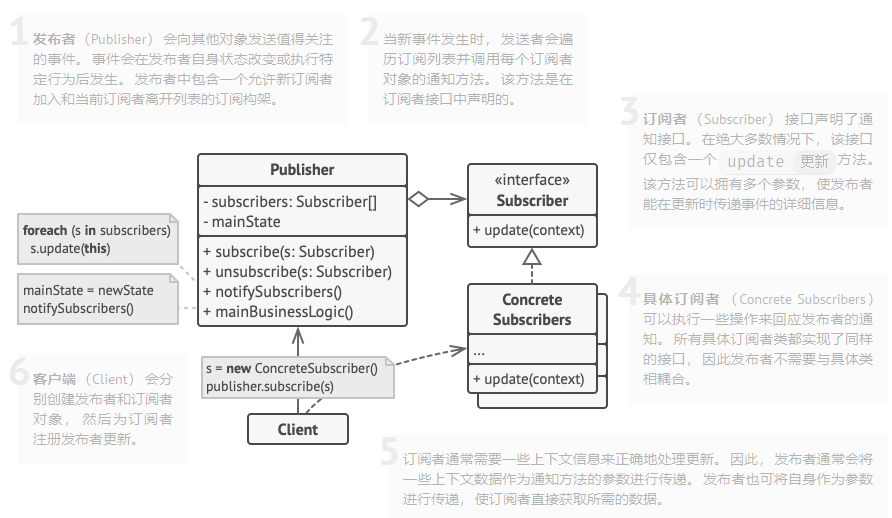 1
发布者 （Publisher） 会向其他对象发送值得关注
的事件。 事件会在发布者自身状态改变或执行特
定行为后发生。 发布者中包含一个允许新订阅者
加入和当前订阅者离开列表的订阅构架。
2
当新事件发生时， 发送者会遍
历订阅列表并调用每个订阅者
对象的通知方法。 该方法是在
订阅者接口中声明的。
3
订阅者 （Subscriber） 接口声明了通
知接口。 在绝大多数情况下， 该接口
仅包含一个 update 更新 方法。
该方法可以拥有多个参数， 使发布者
能在更新时传递事件的详细信息。
Publisher
- subscribers: Subscriber[]
- mainState
+ subscribe(s: Subscriber)
+ unsubscribe(s: Subscriber)
+ notifySubscribers()
+ mainBusinessLogic()
«interface»
Subscriber
+ update(context)
foreach (s in subscribers)
s.update(this)
mainState = newState
notifySubscribers()
Concrete
Subscribers
...
+ update(context)
4
具体订阅者 （Concrete Subscribers）
可以执行一些操作来回应发布者的通
知。 所有具体订阅者类都实现了同样
的接口， 因此发布者不需要与具体类
相耦合。
6
客户端 （Client） 会分
别创建发布者和订阅者
对象， 然后为订阅者
注册发布者更新。
s = new ConcreteSubscriber()
publisher.subscribe(s)
Client
5
订阅者通常需要一些上下文信息来正确地处理更新。 因此， 发布者通常会将
一些上下文数据作为通知方法的参数进行传递。 发布者也可将自身作为参数
进行传递， 使订阅者直接获取所需的数据。